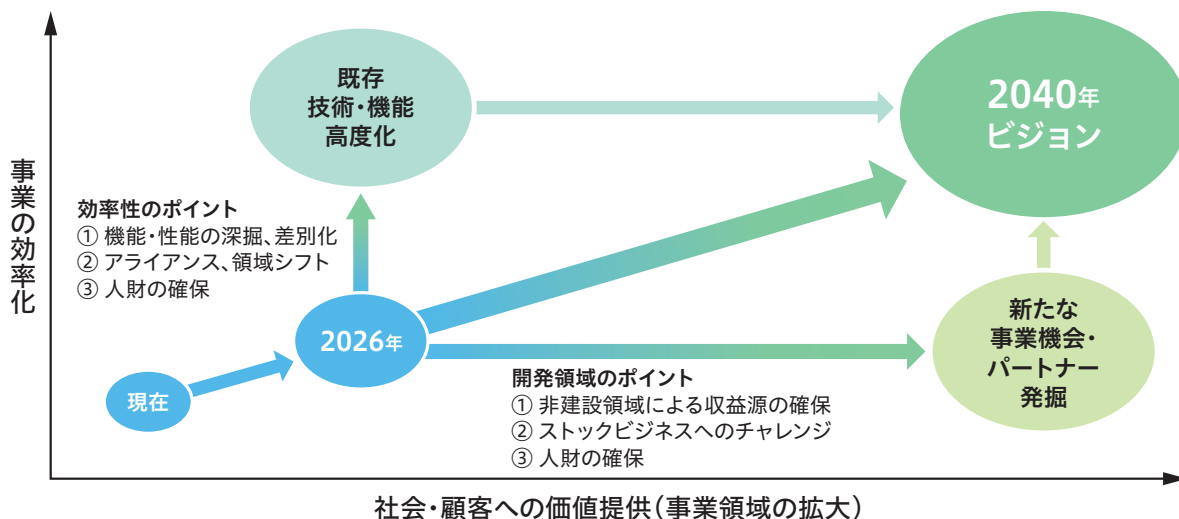 事業の効率化
既存
技術・機能
高度化
2040年
ビジョン
効率性のポイント
① 機能・性能の深掘、差別化
② アライアンス、領域シフト
③ 人財の確保
2026年
現在
新たな
事業機会・
パートナー
発掘
開発領域のポイント
① 非建設領域による収益源の確保
② ストックビジネスへのチャレンジ
③ 人財の確保
社会・顧客への価値提供(事業領域の拡大)